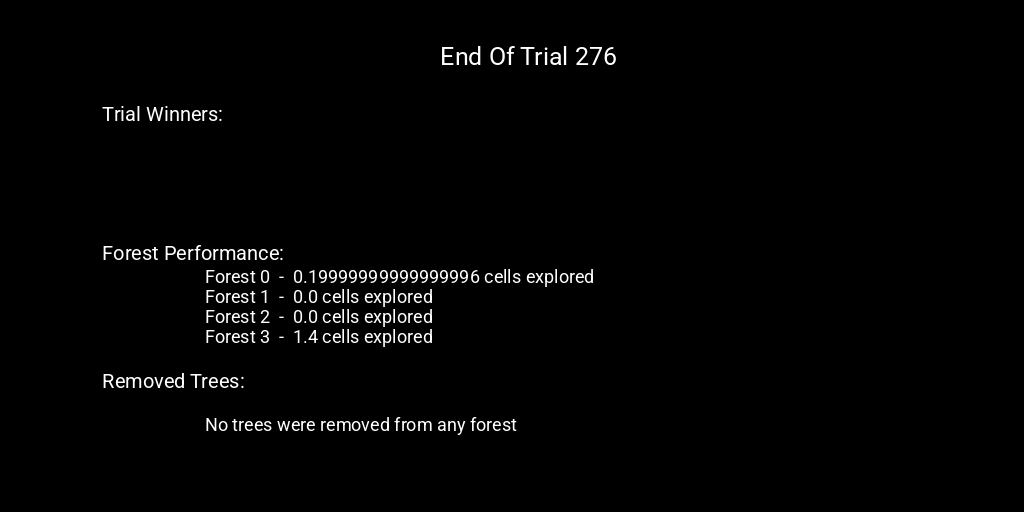 End Of Trial 276
Trial Winners:
Forest Performance:
Forest 0  -  0.19999999999999996 cells explored
Forest 1  -  0.0 cells explored
Forest 2  -  0.0 cells explored
Forest 3  -  1.4 cells explored
Removed Trees:
No trees were removed from any forest